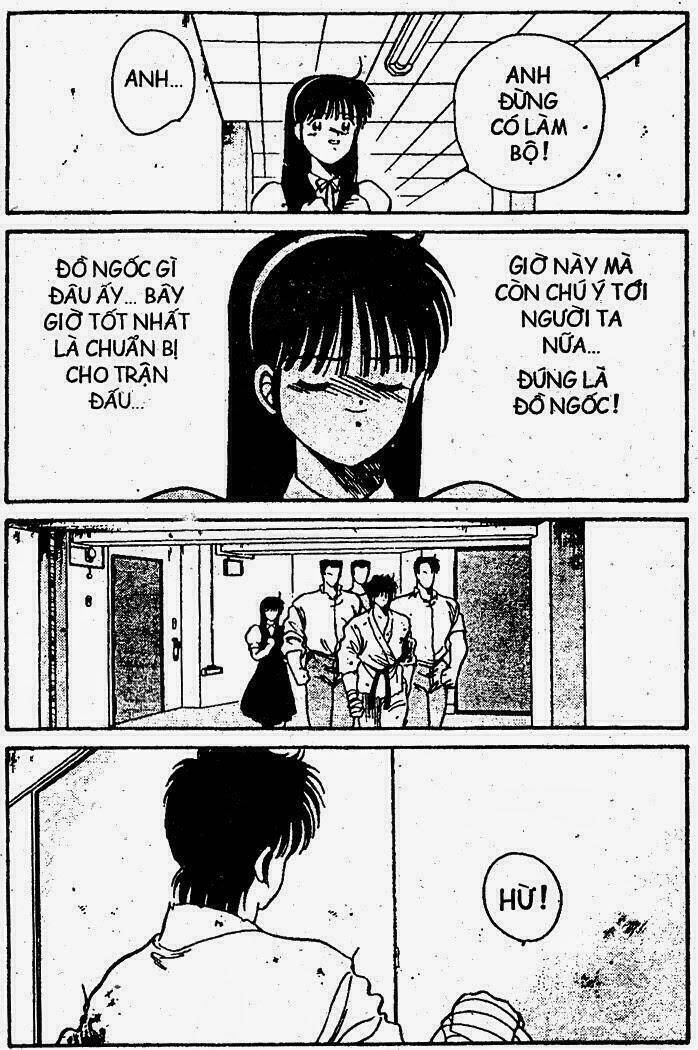 ANH
ĐỪNG
CÓ LÀM
BỘ!
ANH...
GIỜ NÀY MÀ
CÒN CHÚ Ý TỚI
NGƯỜI TA
NỮA...
ĐÚNG LÀ
ĐỒ NGỐC!
ĐỒ NGỐC GÌ
ĐÂU ẤY... BÂY
GIỜ TỐT NHẤT
LÀ CHUẨN BỊ
CHO TRẬN
ĐẤU...
HỪ!